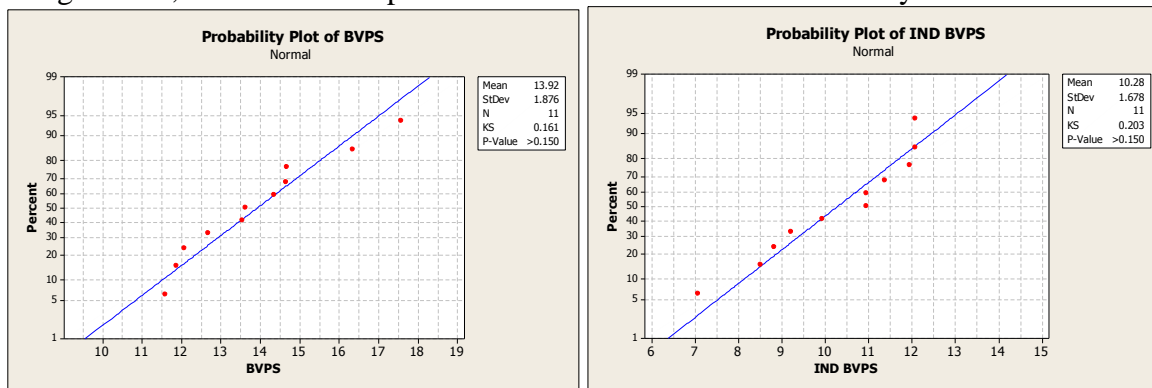 Probability Plot of BVPS
Normal
99
95
90
80
70
60
50
40
30
20
10
5
1
Percent
10 11 12 13 14 15 16 17 18 19
BVPS
Mean 13.92
StDev 1.876
N 11
KS 0.161
P-Value >0.150
Probability Plot of IND BVPS
Normal
99
95
90
80
70
60
50
40
30
20
10
5
1
Percent
6 7 8 9 10 11 12 13 14 15
IND BVPS
Mean 10.28
StDev 1.678
N 11
KS 0.203
P-Value >0.150